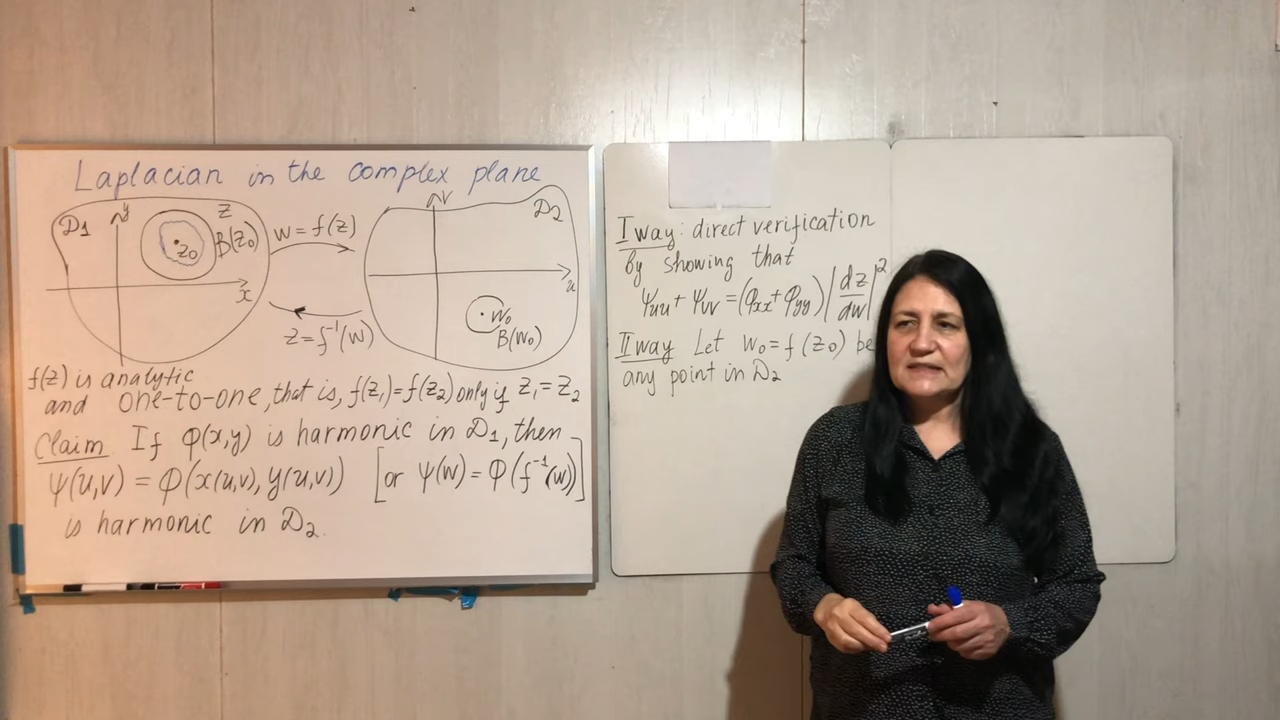 Laplacian in the complex plane
D1
y
z
z0
B(z0)
x
w = f(z)
z = f⁻¹(w)
v
D2
u
w0
B(w0)
f(z) is analytic
and one-to-one, that is, f(z1) = f(z2) only if z1 = z2
Claim If φ(x,y) is harmonic in D1, then
ψ(u,v) = φ(x(u,v), y(u,v)) [or ψ(w) = φ(f⁻¹(w))]
is harmonic in D2.
I way: direct verification
by showing that
ψuu + ψvv = (φxx + φyy) |dz/dw|²
II way Let w0 = f(z0) be
any point in D2